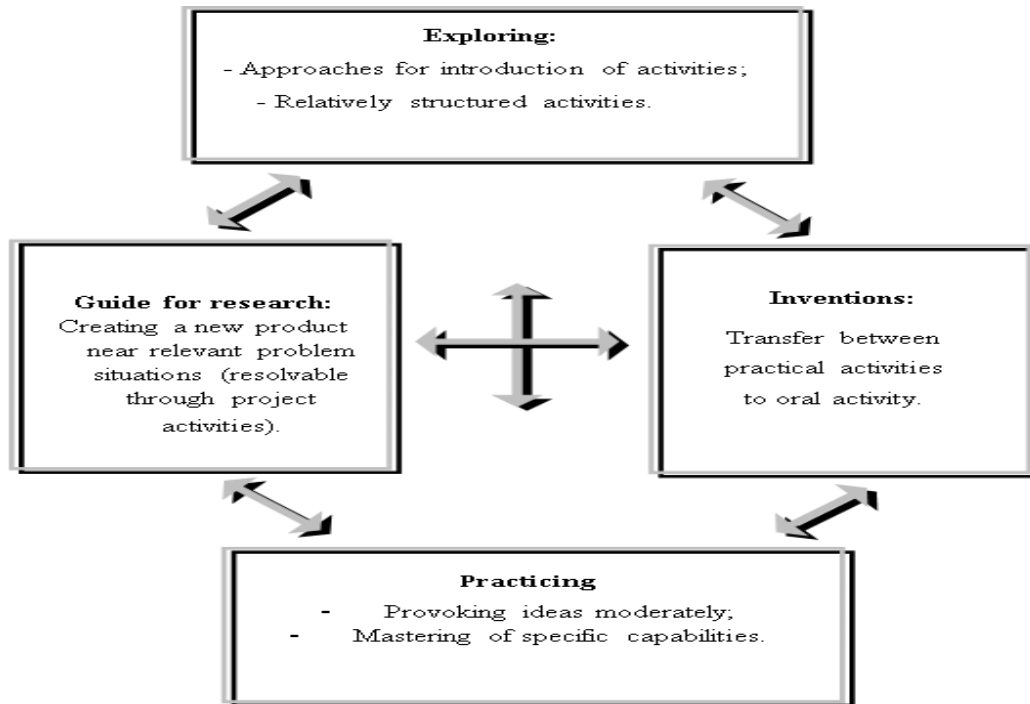 Exploring:
- Approaches for introduction of activities;
- Relatively structured activities.
Guide for research:
Creating a new product
near relevant problem
situations (resolvable
through project
activities).
Inventions:
Transfer between
practical activities
to oral activity.
Practicing
- Provoking ideas moderately;
- Mastering of specific capabilities.